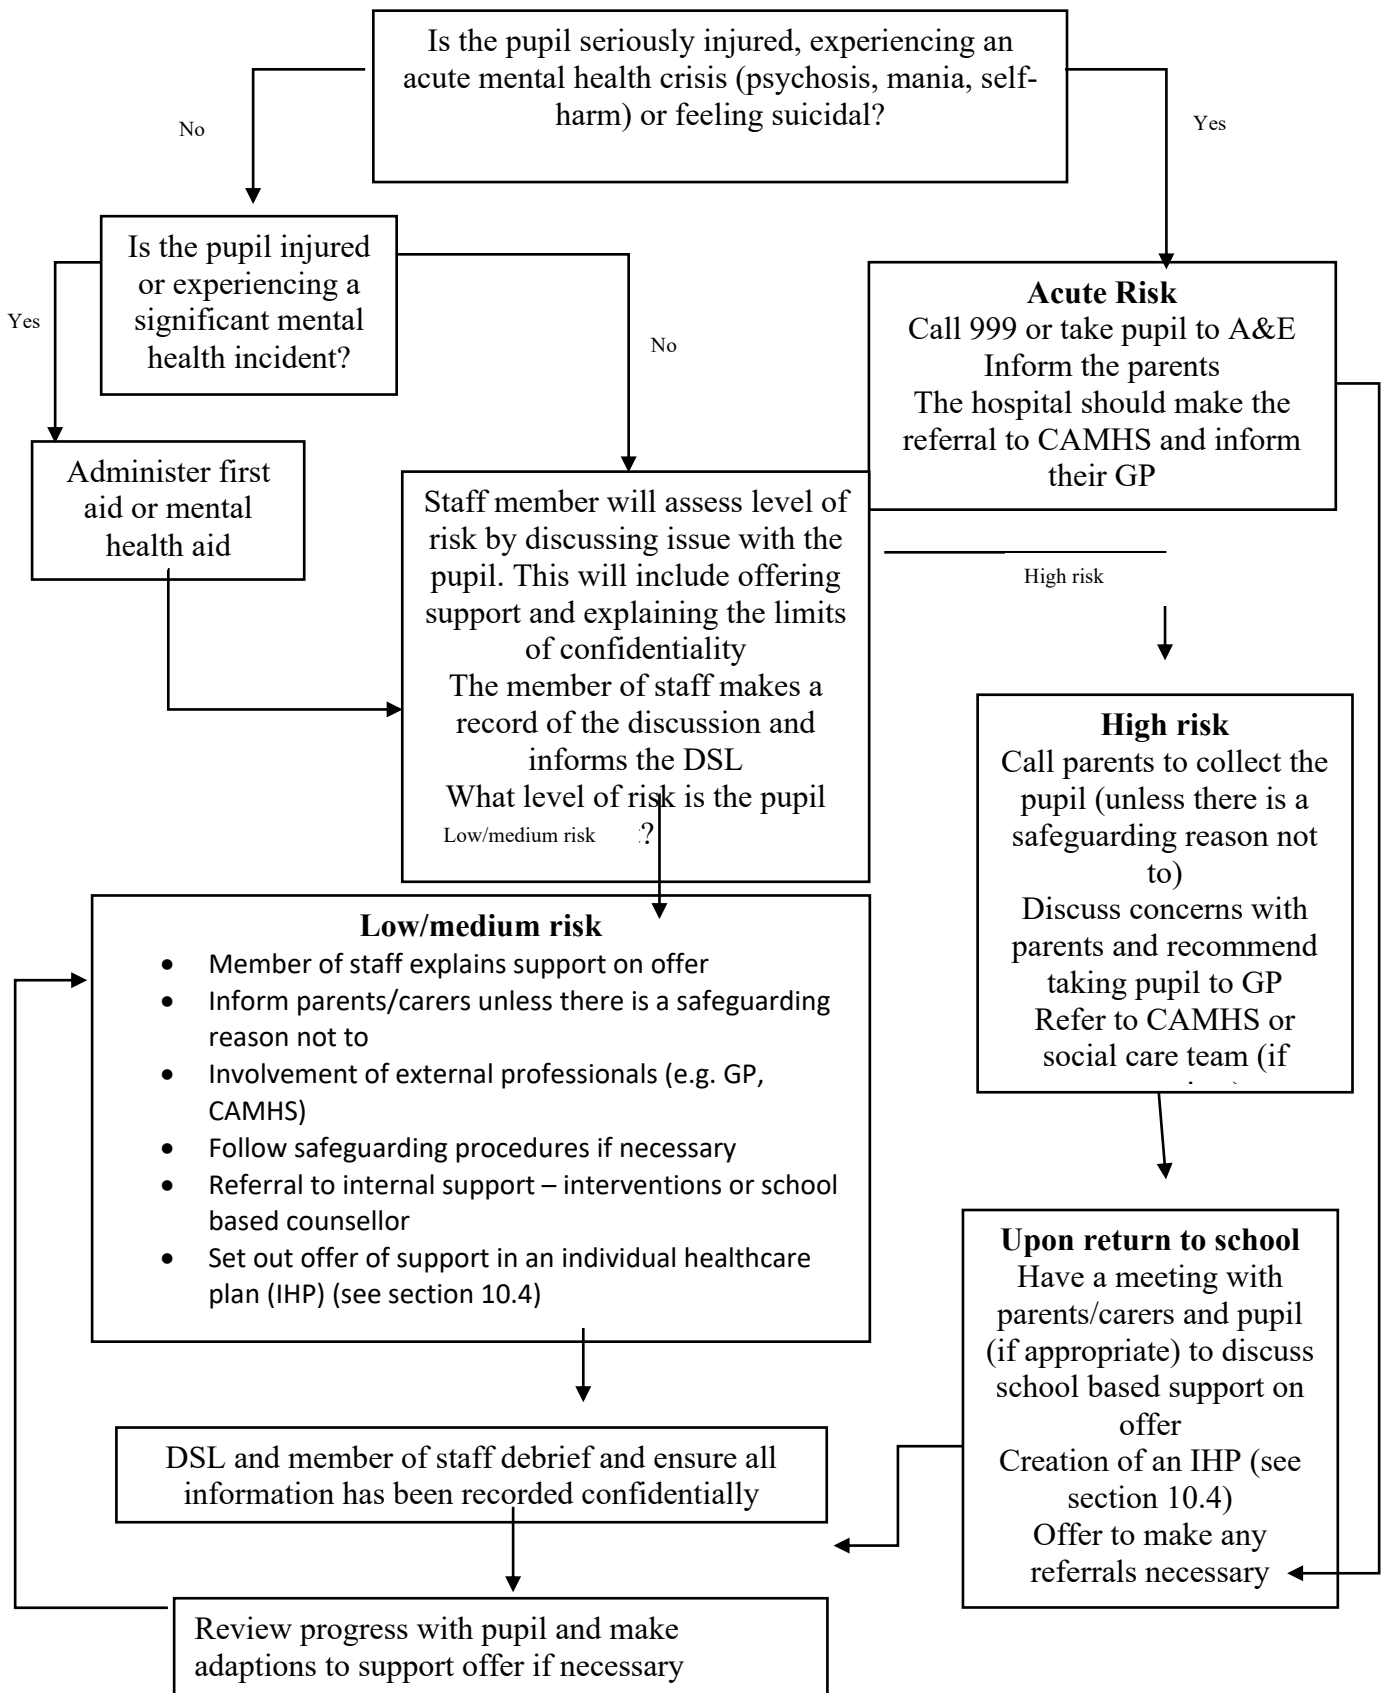 Is the pupil seriously injured, experiencing an
acute mental health crisis (psychosis, mania, self-
harm) or feeling suicidal?
No
Yes
Is the pupil injured
or experiencing a
significant mental
health incident?
Yes
No
Acute Risk
Call 999 or take pupil to A&E
Inform the parents
The hospital should make the
referral to CAMHS and inform
their GP
Administer first
aid or mental
health aid
Staff member will assess level of
risk by discussing issue with the
pupil. This will include offering
support and explaining the limits
of confidentiality
The member of staff makes a
record of the discussion and
informs the DSL
What level of risk is the pupil
?
Low/medium risk
High risk
High risk
Call parents to collect the
pupil (unless there is a
safeguarding reason not
to)
Discuss concerns with
parents and recommend
taking pupil to GP
Refer to CAMHS or
social care team (if
Low/medium risk
• Member of staff explains support on offer
• Inform parents/carers unless there is a safeguarding
reason not to
• Involvement of external professionals (e.g. GP,
CAMHS)
• Follow safeguarding procedures if necessary
• Referral to internal support – interventions or school
based counsellor
• Set out offer of support in an individual healthcare
plan (IHP) (see section 10.4)
Upon return to school
Have a meeting with
parents/carers and pupil
(if appropriate) to discuss
school based support on
offer
Creation of an IHP (see
section 10.4)
Offer to make any
referrals necessary
DSL and member of staff debrief and ensure all
information has been recorded confidentially
Review progress with pupil and make
adaptions to support offer if necessary